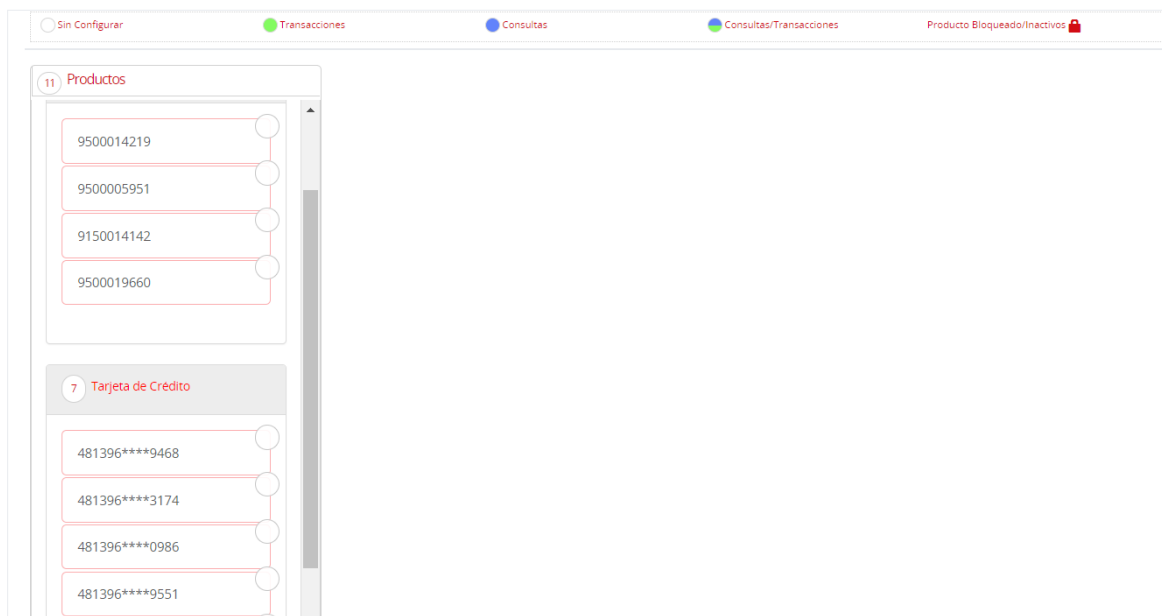 Sin Configurar
Transacciones
Consultas
Consultas/Transacciones
Producto Bloqueado/Inactivos
11 Productos
9500014219
9500005951
9150014142
9500019660
7 Tarjeta de Crédito
481396****9468
481396****3174
481396****0986
481396****9551